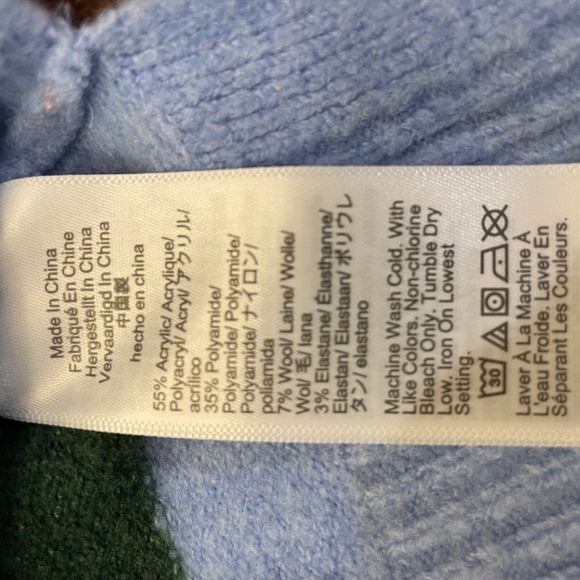 Made In China
Fabriqué En Chine
Hergestellt In China
Vervaardigd In China
中国製
hecho en china
55% Acrylic/ Acrylique/
Polyacryl/ Acryl/ アクリル/
acrílico
35% Polyamide/
Polyamide/ Polyamide/
Polyamide/ ナイロン/
poliamida
7% Wool/ Laine/ Wolle/
Wol/ 毛/ lana
3% Elastane/ Élasthanne/
Elastan/ Elastaan/ ポリウレ
タン/ elastano
Machine Wash Cold. With
Like Colors. Non-chlorine
Bleach Only. Tumble Dry
Low. Iron On Lowest
Setting.
30
Laver À La Machine À
L'eau Froide, Laver En
Séparant Les Couleurs.